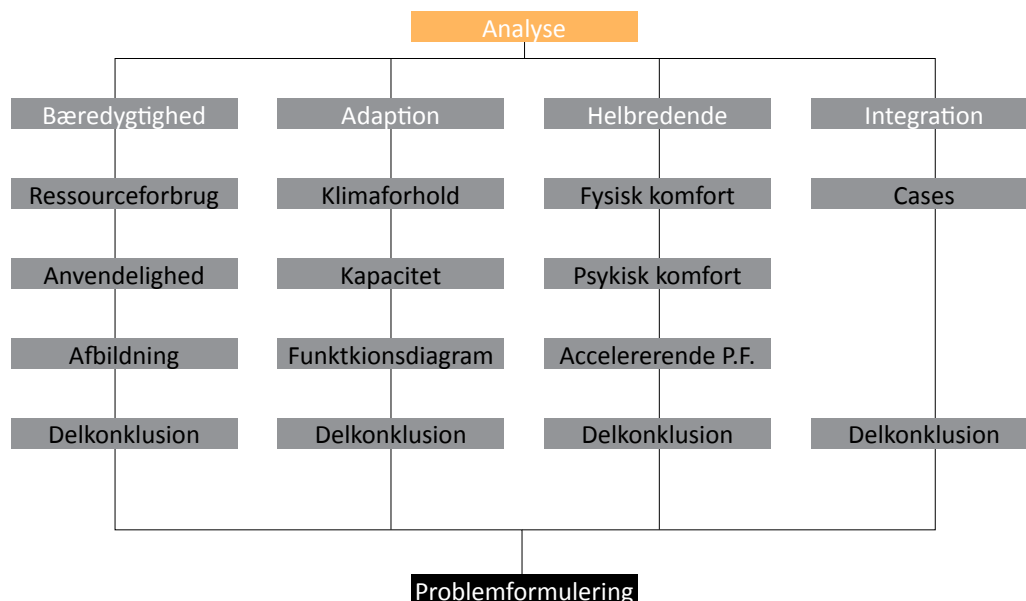 Analyse
Bæredygtighed
Adaption
Helbredende
Integration
Ressourceforbrug
Klimaforhold
Fysisk komfort
Cases
Anvendelighed
Kapacitet
Psykisk komfort
Afbildning
Funktkionsdiagram
Accelererende P.F.
Delkonklusion
Delkonklusion
Delkonklusion
Delkonklusion
Problemformulering